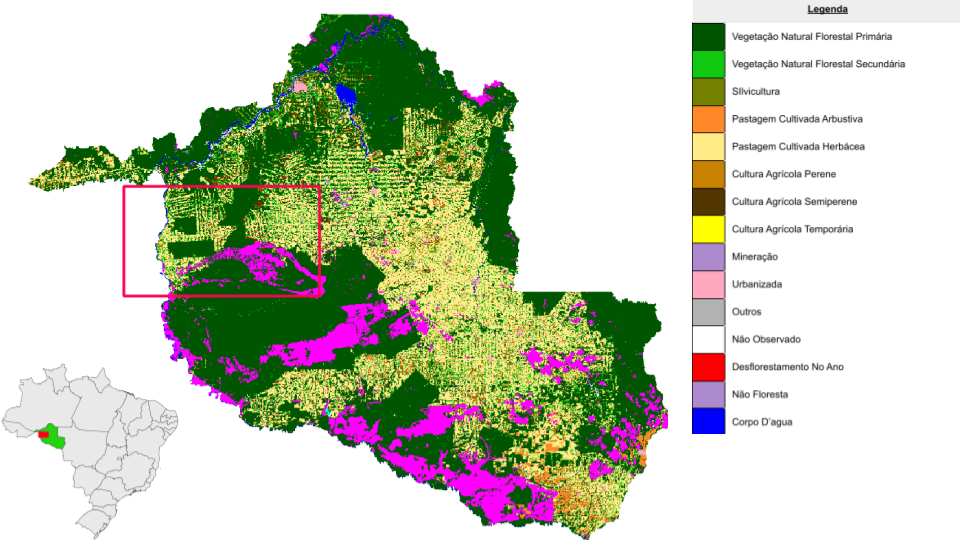 Legenda
Vegetação Natural Florestal Primária
Vegetação Natural Florestal Secundária
SIlvicultura
Pastagem Cultivada Arbustiva
Pastagem Cultivada Herbácea
Cultura Agrícola Perene
Cultura Agrícola Semiperene
Cultura Agrícola Temporária
Mineração
Urbanizada
Outros
Não Observado
Desflorestamento No Ano
Não Floresta
Corpo D'agua